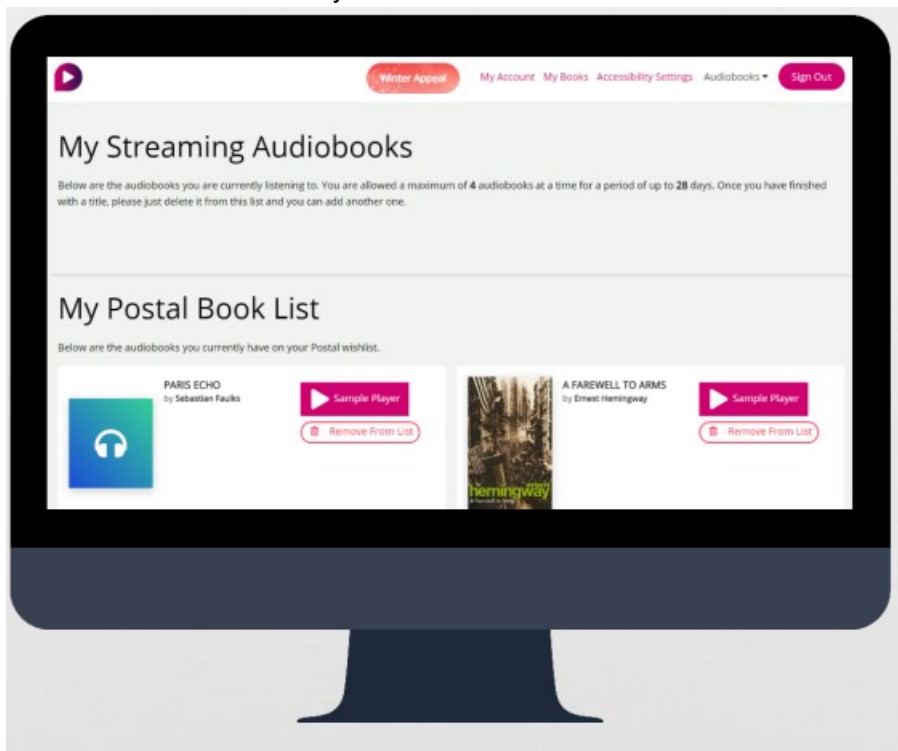 Winter Appeal My Account My Books Accessibility Settings Audiobooks Sign Out
My Streaming Audiobooks
Below are the audiobooks you are currently listening to. You are allowed a maximum of 4 audiobooks at a time for a period of up to 28 days. Once you have finished
with a title, please just delete it from this list and you can add another one.
My Postal Book List
Below are the audiobooks you currently have on your Postal wishlist.
PARIS ECHO
by Sebastian Faulks
Sample Player
Remove From List
A FAREWELL TO ARMS
by Ernest Hemingway
Sample Player
Remove From List
ernest
hemingway
A Farewell to Arms